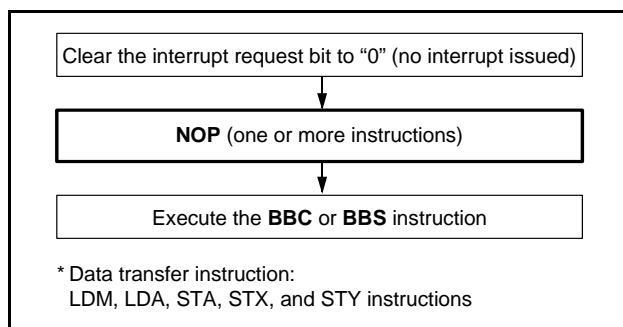 Clear the interrupt request bit to “0” (no interrupt issued)
NOP (one or more instructions)
Execute the BBC or BBS instruction
* Data transfer instruction:
LDM, LDA, STA, STX, and STY instructions